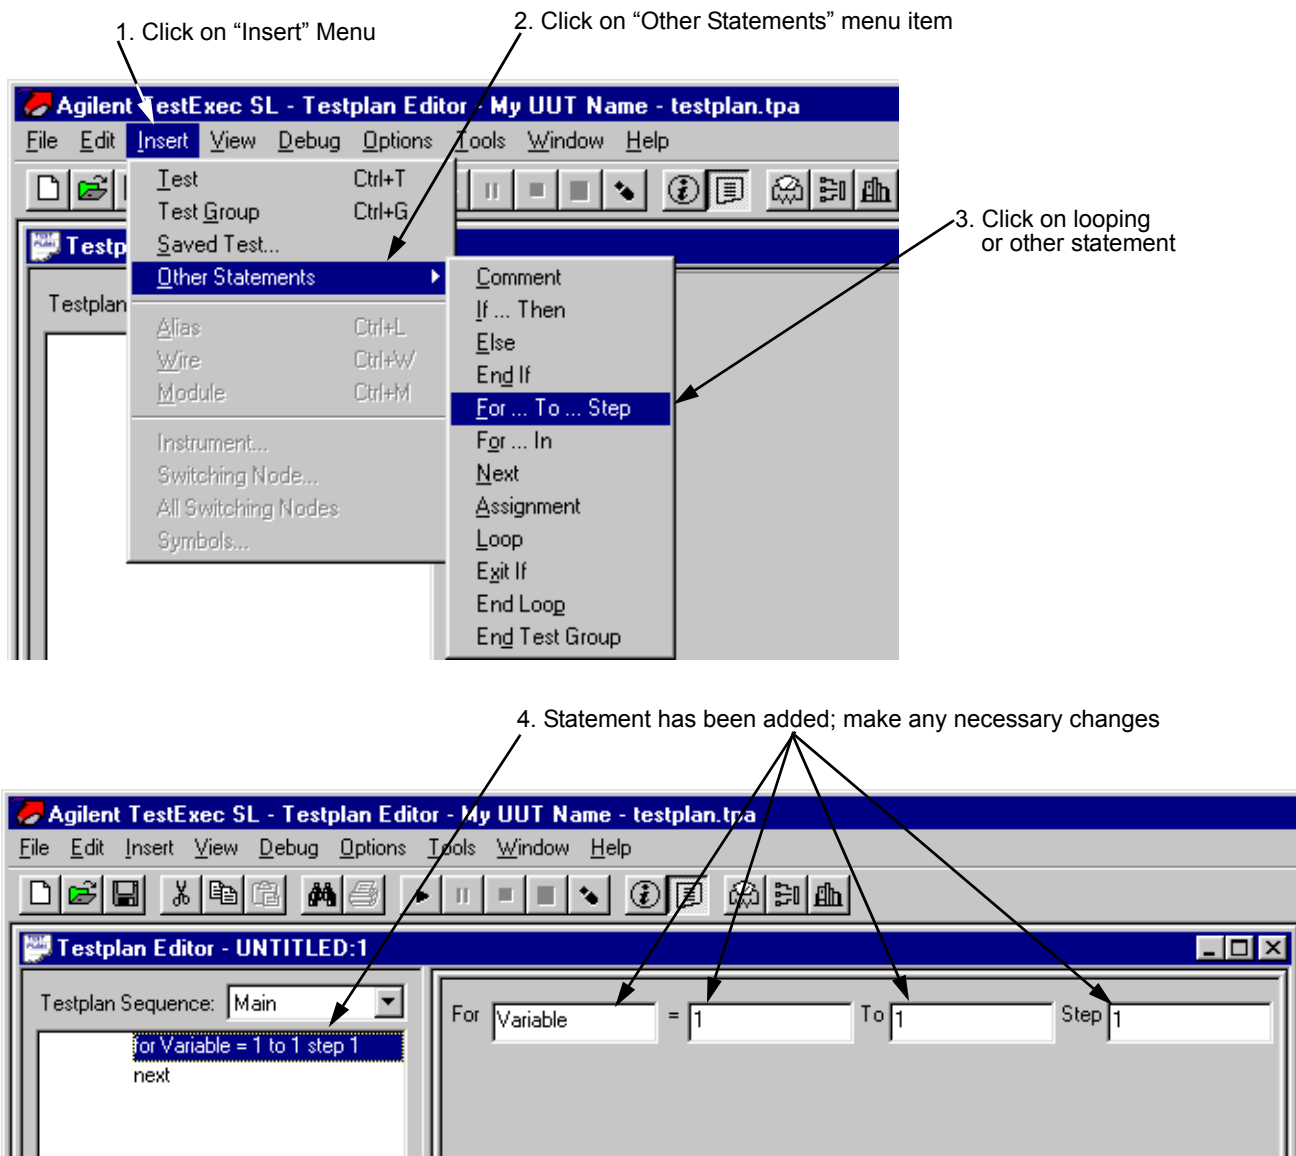 1. Click on “Insert” Menu
2. Click on “Other Statements” menu item
Agilent TestExec SL - Testplan Editor - My UUT Name - testplan.tpa
File Edit Insert View Debug Options Tools Window Help
Test Ctrl+T
Test Group Ctrl+G
Saved Test...
Other Statements
Alias Ctrl+L
Wire Ctrl+W
Module Ctrl+M
Instrument...
Switching Node...
All Switching Nodes
Symbols...
Testp
Testplan
Comment
If ... Then
Else
End If
For ... To ... Step
For ... In
Next
Assignment
Loop
Exit If
End Loop
End Test Group
3. Click on looping
or other statement
4. Statement has been added; make any necessary changes
Agilent TestExec SL - Testplan Editor - My UUT Name - testplan.tpa
File Edit Insert View Debug Options Tools Window Help
Testplan Editor - UNTITLED:1
Testplan Sequence: Main
for Variable = 1 to 1 step 1
next
For Variable = 1 To 1 Step 1